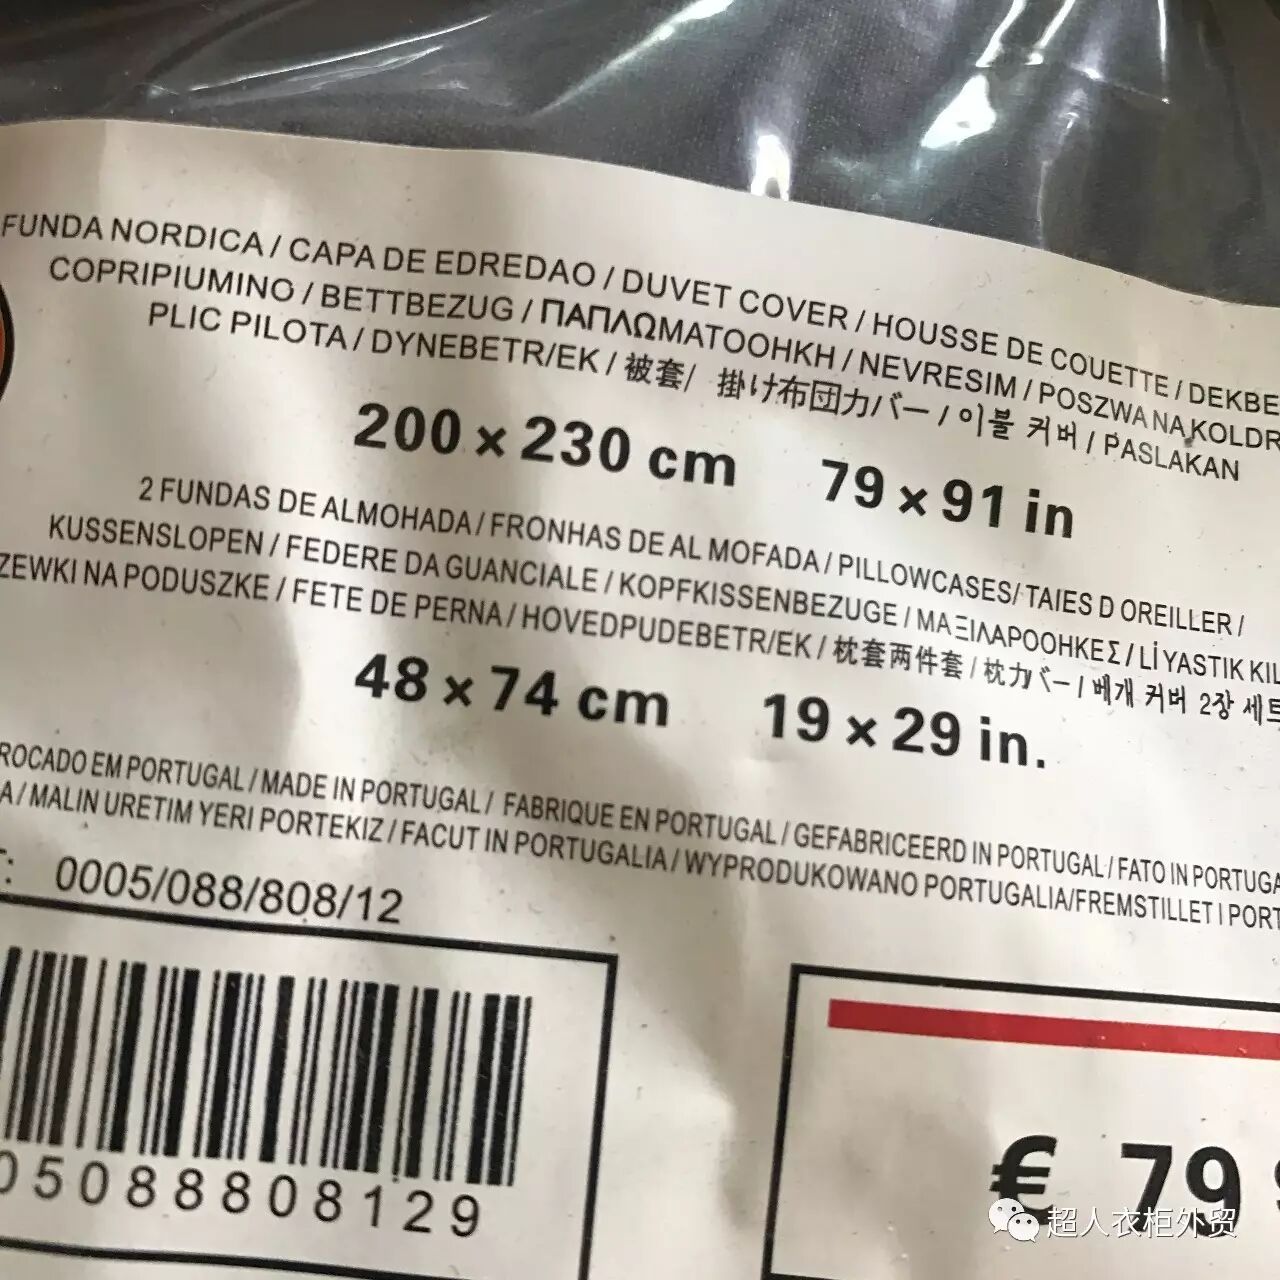 FUNDA NORDICA / CAPA DE EDREDAO / DUVET COVER / HOUSSE DE COUETTE / DEKBE
COPRIPIUMINO / BETTBEZUG / ΠΑΠΛΩΜΑΤΟΟΗΚΗ / NEVRESIM / POSZWA NA KOLDR
PLIC PILOTA / DYNEBETR/EK / 被套/ 掛け布団力バー / 이불 커버 / PASLAKAN
200 × 230 cm 79 × 91 in
2 FUNDAS DE ALMOHADA / FRONHAS DE AL MOFADA / PILLOWCASES/ TAIES D OREILLER /
KUSSENSLOPEN / FEDERE DA GUANCIALE / KOPFKISSENBEZUGE / ΜΑΞΙΛΑΡΟΟΗΚΕΣ / LİYASTIK KIL
ZEWKI NA PODUSZKE / FETE DE PERNA / HOVEDPUDEBETR/EK / 枕套两件套 / 枕力バー / 베개 커버 2장 세트
48 × 74 cm 19 × 29 in.
ROCADO EM PORTUGAL / MADE IN PORTUGAL / FABRIQUE EN PORTUGAL / GEFABRICEERD IN PORTUGAL / FATO IN PORTUGA
A / MALIN URETIM YERI PORTEKIZ / FACUT IN PORTUGALIA / WYPRODUKOWANO PORTUGALIA/FREMSTILLET I PORT
T: 0005/088/808/12
05088808129
€ 79
超人衣柜外贸